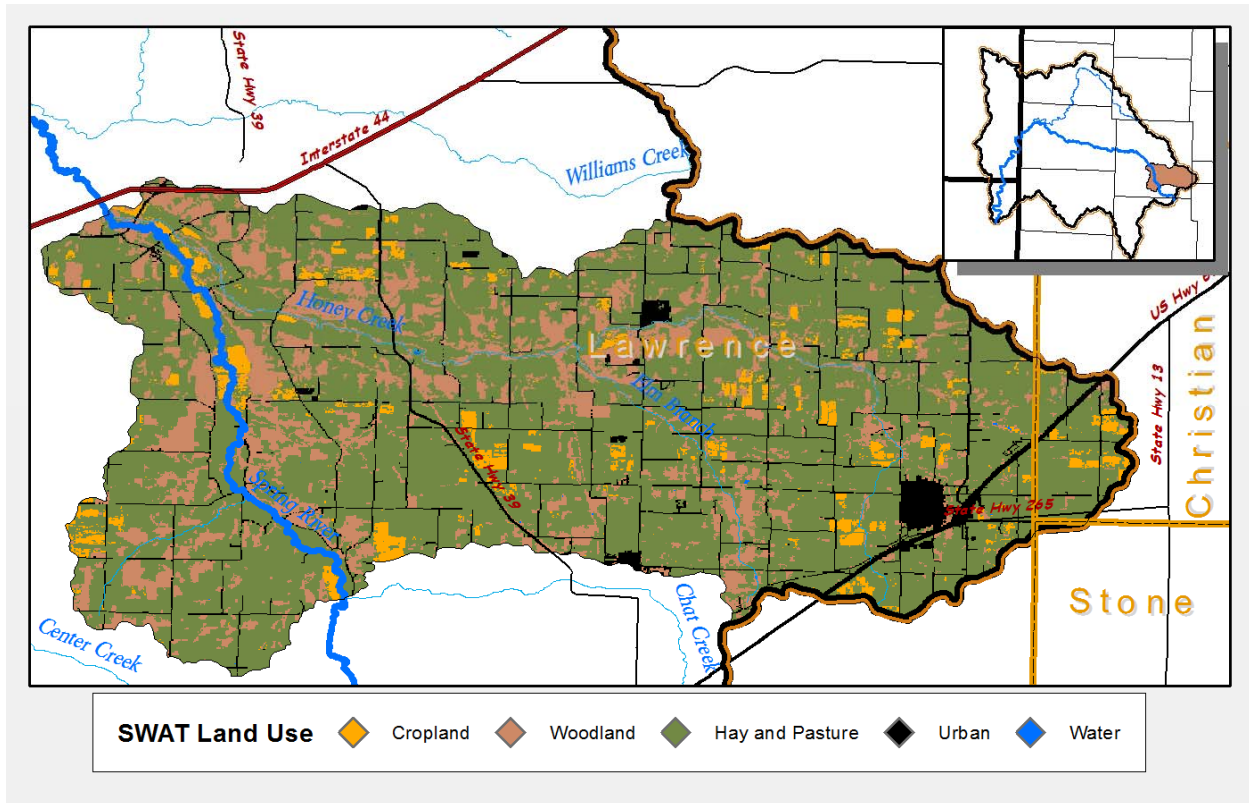 State Hwy 39
Interstate 44
Williams Creek
US Hwy
Honey Creek
Lawrence
Elm Branch
State Hwy 13
Christian
State Hwy 39
Spring River
State Hwy 265
Stone
Chat Creek
Center Creek
SWAT Land Use Cropland Woodland Hay and Pasture Urban Water